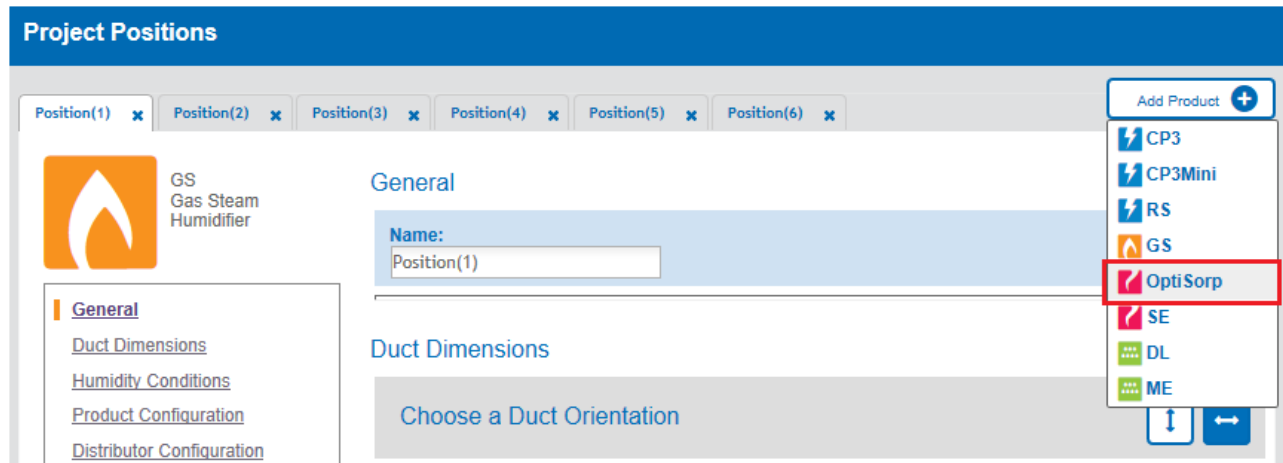 Project Positions
Position(1) Position(2) Position(3) Position(4) Position(5) Position(6)
Add Product
CP3
CP3Mini
RS
GS
OptiSorp
SE
DL
ME
GS
Gas Steam
Humidifier
General
Duct Dimensions
Humidity Conditions
Product Configuration
Distributor Configuration
General
Name:
Position(1)
Duct Dimensions
Choose a Duct Orientation